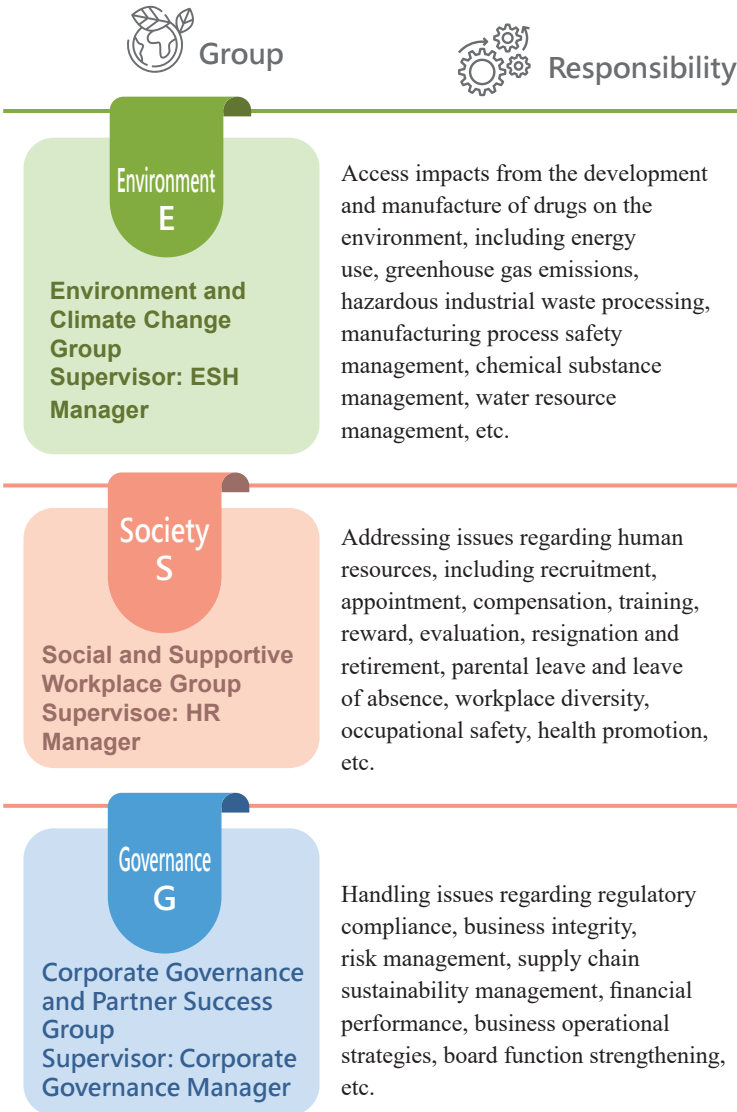 Group
Responsibility
Environment
E
Environment and
Climate Change
Group
Supervisor: ESH
Manager
Access impacts from the development
and manufacture of drugs on the
environment, including energy
use, greenhouse gas emissions,
hazardous industrial waste processing,
manufacturing process safety
management, chemical substance
management, water resource
management, etc.
Society
S
Social and Supportive
Workplace Group
Supervisoe: HR
Manager
Addressing issues regarding human
resources, including recruitment,
appointment, compensation, training,
reward, evaluation, resignation and
retirement, parental leave and leave
of absence, workplace diversity,
occupational safety, health promotion,
etc.
Governance
G
Corporate Governance
and Partner Success
Group
Supervisor: Corporate
Governance Manager
Handling issues regarding regulatory
compliance, business integrity,
risk management, supply chain
sustainability management, financial
performance, business operational
strategies, board function strengthening,
etc.